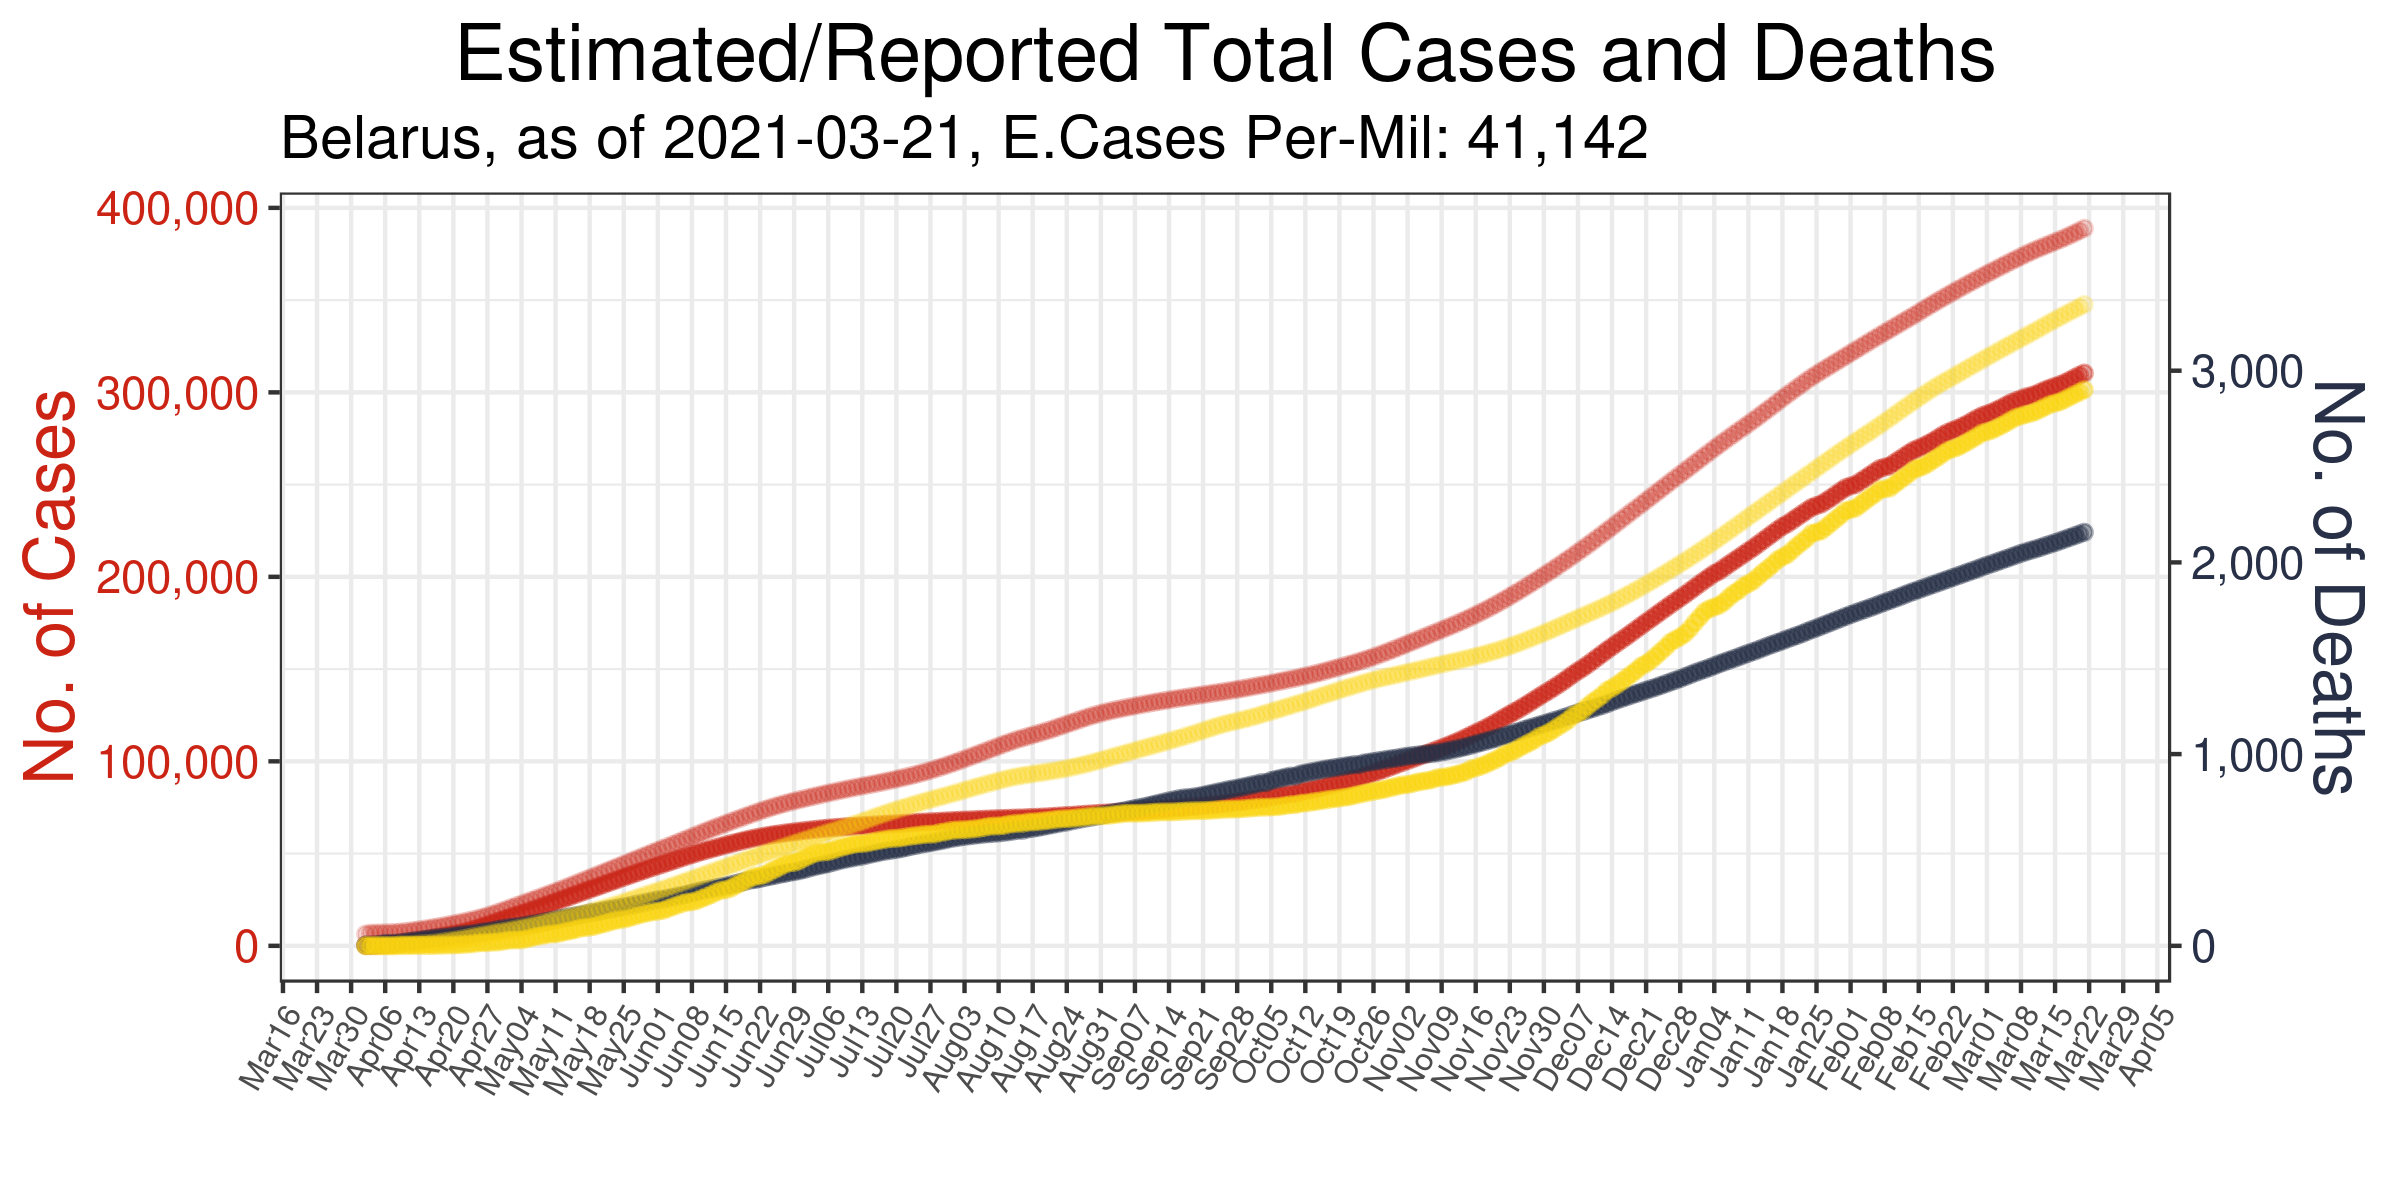 Estimated/Reported Total Cases and Deaths
Belarus, as of 2021-03-21, E.Cases Per-Mil: 41,142
No. of Cases
400,000
300,000
200,000
100,000
0
3,000
2,000
1,000
0
No. of Deaths
Mar16 Mar23 Mar30 Apr06 Apr13 Apr20 Apr27 May04 May11 May18 May25 Jun01 Jun08 Jun15 Jun22 Jun29 Jul06 Jul13 Jul20 Jul27 Aug03 Aug10 Aug17 Aug24 Aug31 Sep07 Sep14 Sep21 Sep28 Oct05 Oct12 Oct19 Oct26 Nov02 Nov09 Nov16 Nov23 Nov30 Dec07 Dec14 Dec21 Dec28 Jan04 Jan11 Jan18 Jan25 Feb01 Feb08 Feb15 Feb22 Mar01 Mar08 Mar15 Mar22 Mar29 Apr05